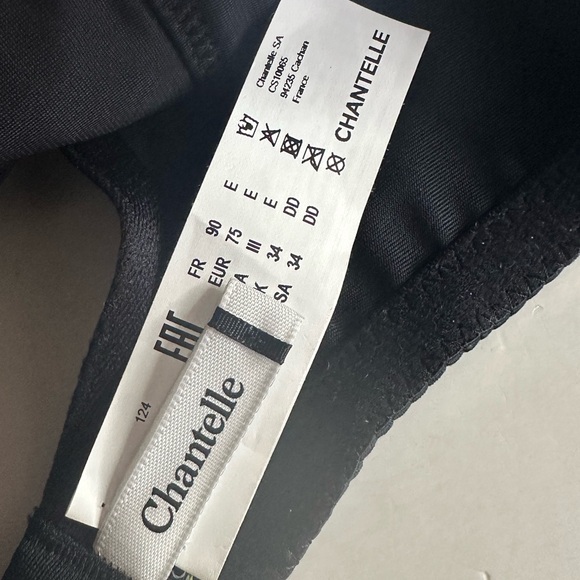 Chantelle SA
CS10065
94235 Cachan
France
CHANTELLE
FR 90 E
EUR 75 E
A III E
K 34 DD
SA 34 DD
EAC
124
Chantelle